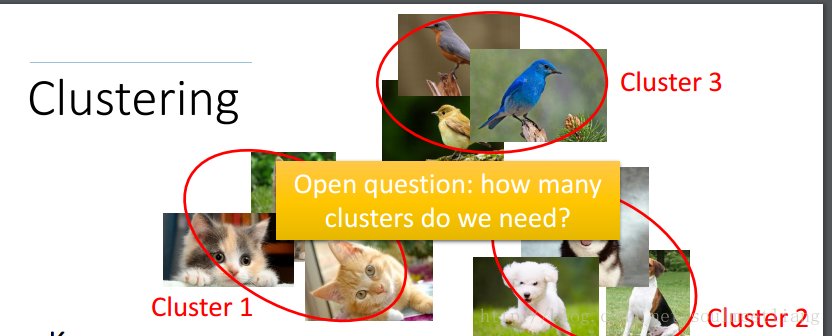 Clustering
Cluster 3
Open question: how many
clusters do we need?
Cluster 1
Cluster 2